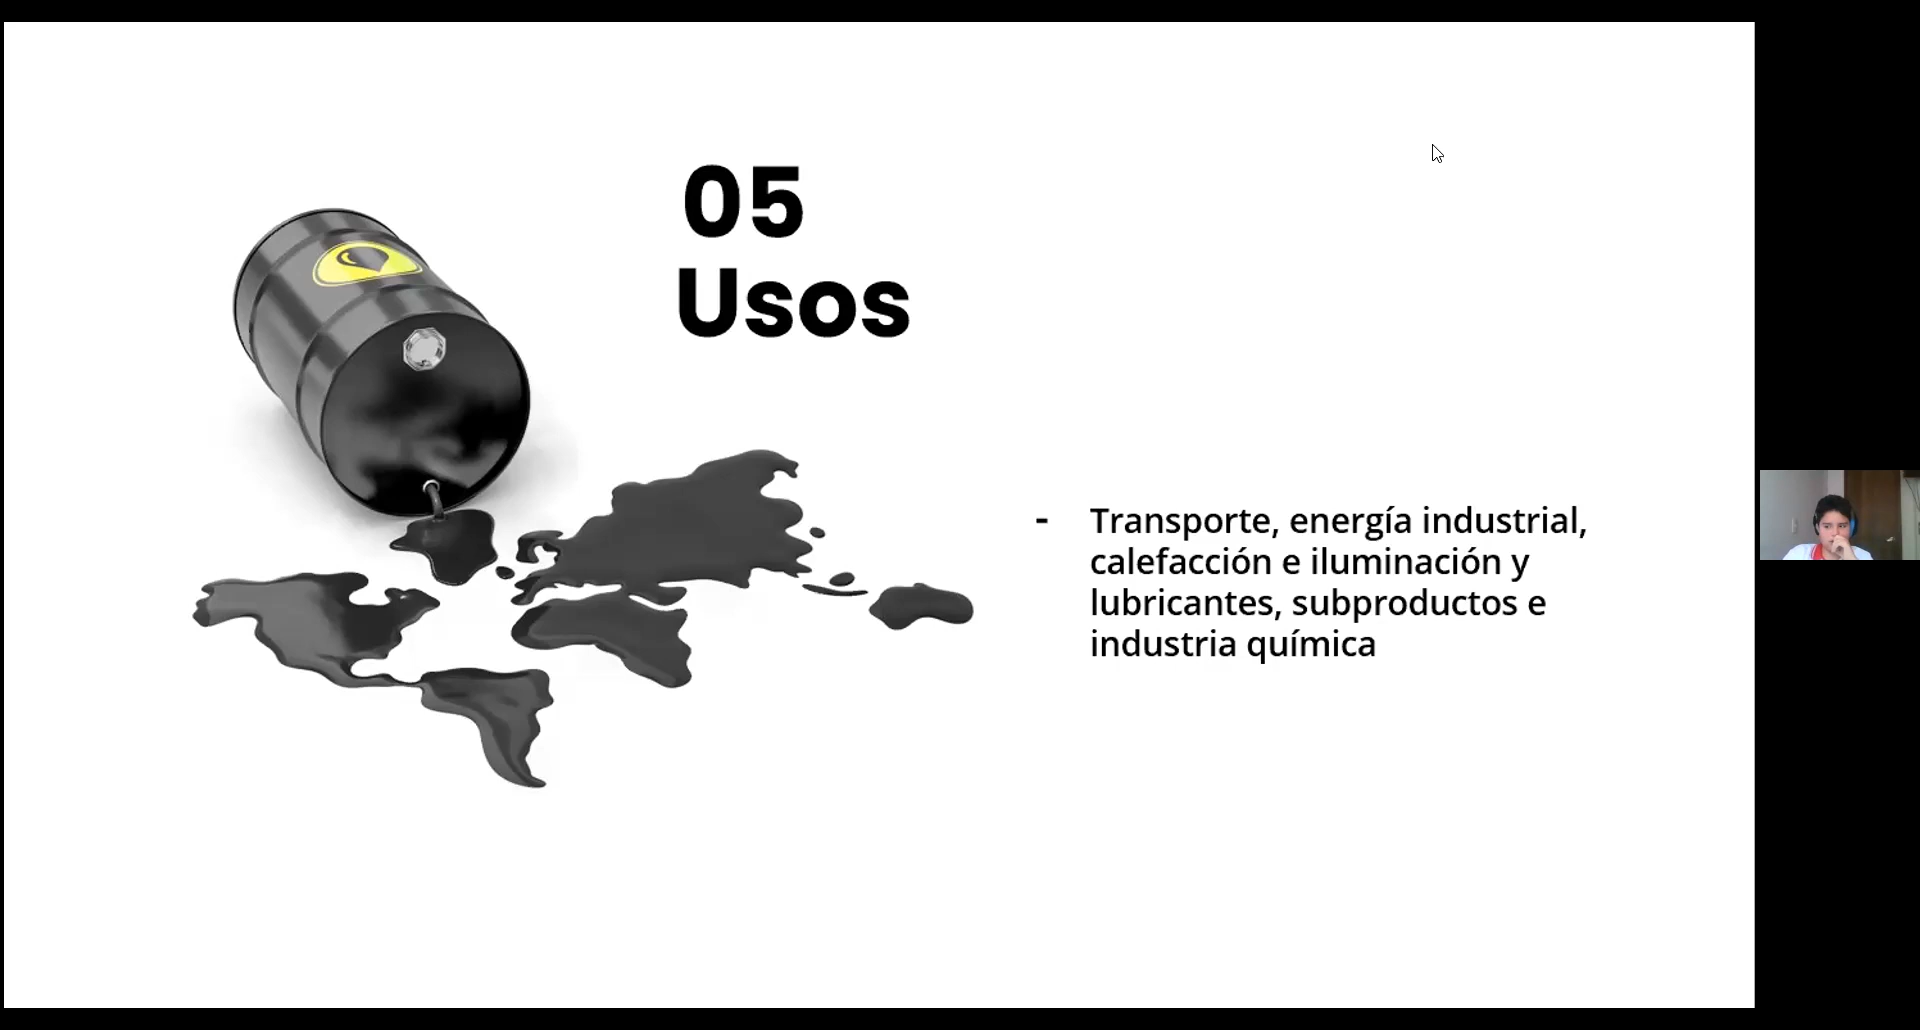 05
Usos
- Transporte, energía industrial,
calefacción e iluminación y
lubricantes, subproductos e
industria química